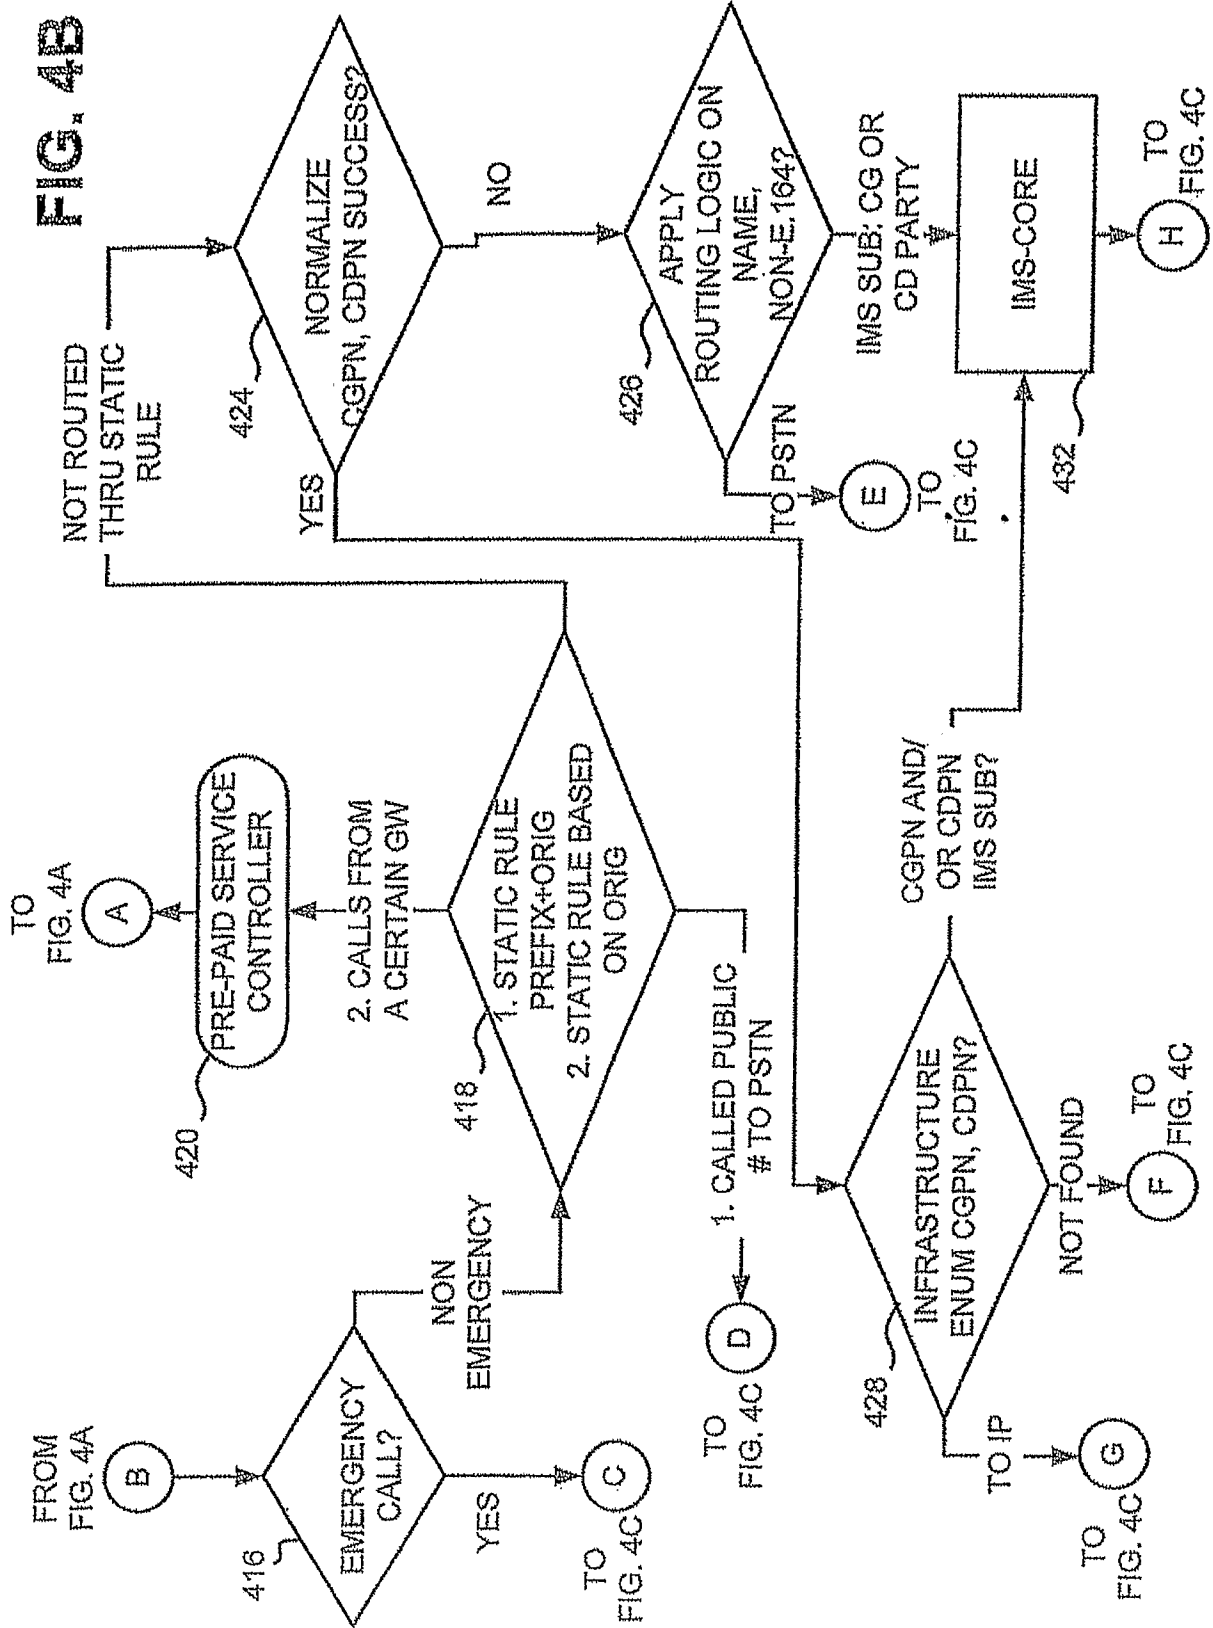 FIG. 4B
FROM
FIG. 4A
B
416
EMERGENCY
CALL?
YES
TO
FIG. 4C
C
NON
EMERGENCY
TO
FIG. 4A
A
420
PRE-PAID SERVICE
CONTROLLER
2. CALLS FROM
A CERTAIN GW
418
1. STATIC RULE
PREFIX+ORIG
2. STATIC RULE BASED
ON ORIG
1. CALLED PUBLIC
# TO PSTN
TO
FIG. 4C
D
NOT ROUTED
THRU STATIC
RULE
424
NORMALIZE
CGPN, CDPN SUCCESS?
YES
NO
426
APPLY
ROUTING LOGIC ON
NAME,
NON-E.164?
TO PSTN
E
TO
FIG. 4C
IMS SUB: CG OR
CD PARTY
428
INFRASTRUCTURE
ENUM CGPN, CDPN?
TO IP
TO
FIG. 4C
G
NOT FOUND
F
TO
FIG. 4C
CGPN AND/
OR CDPN
IMS SUB?
IMS-CORE
432
H
TO
FIG. 4C